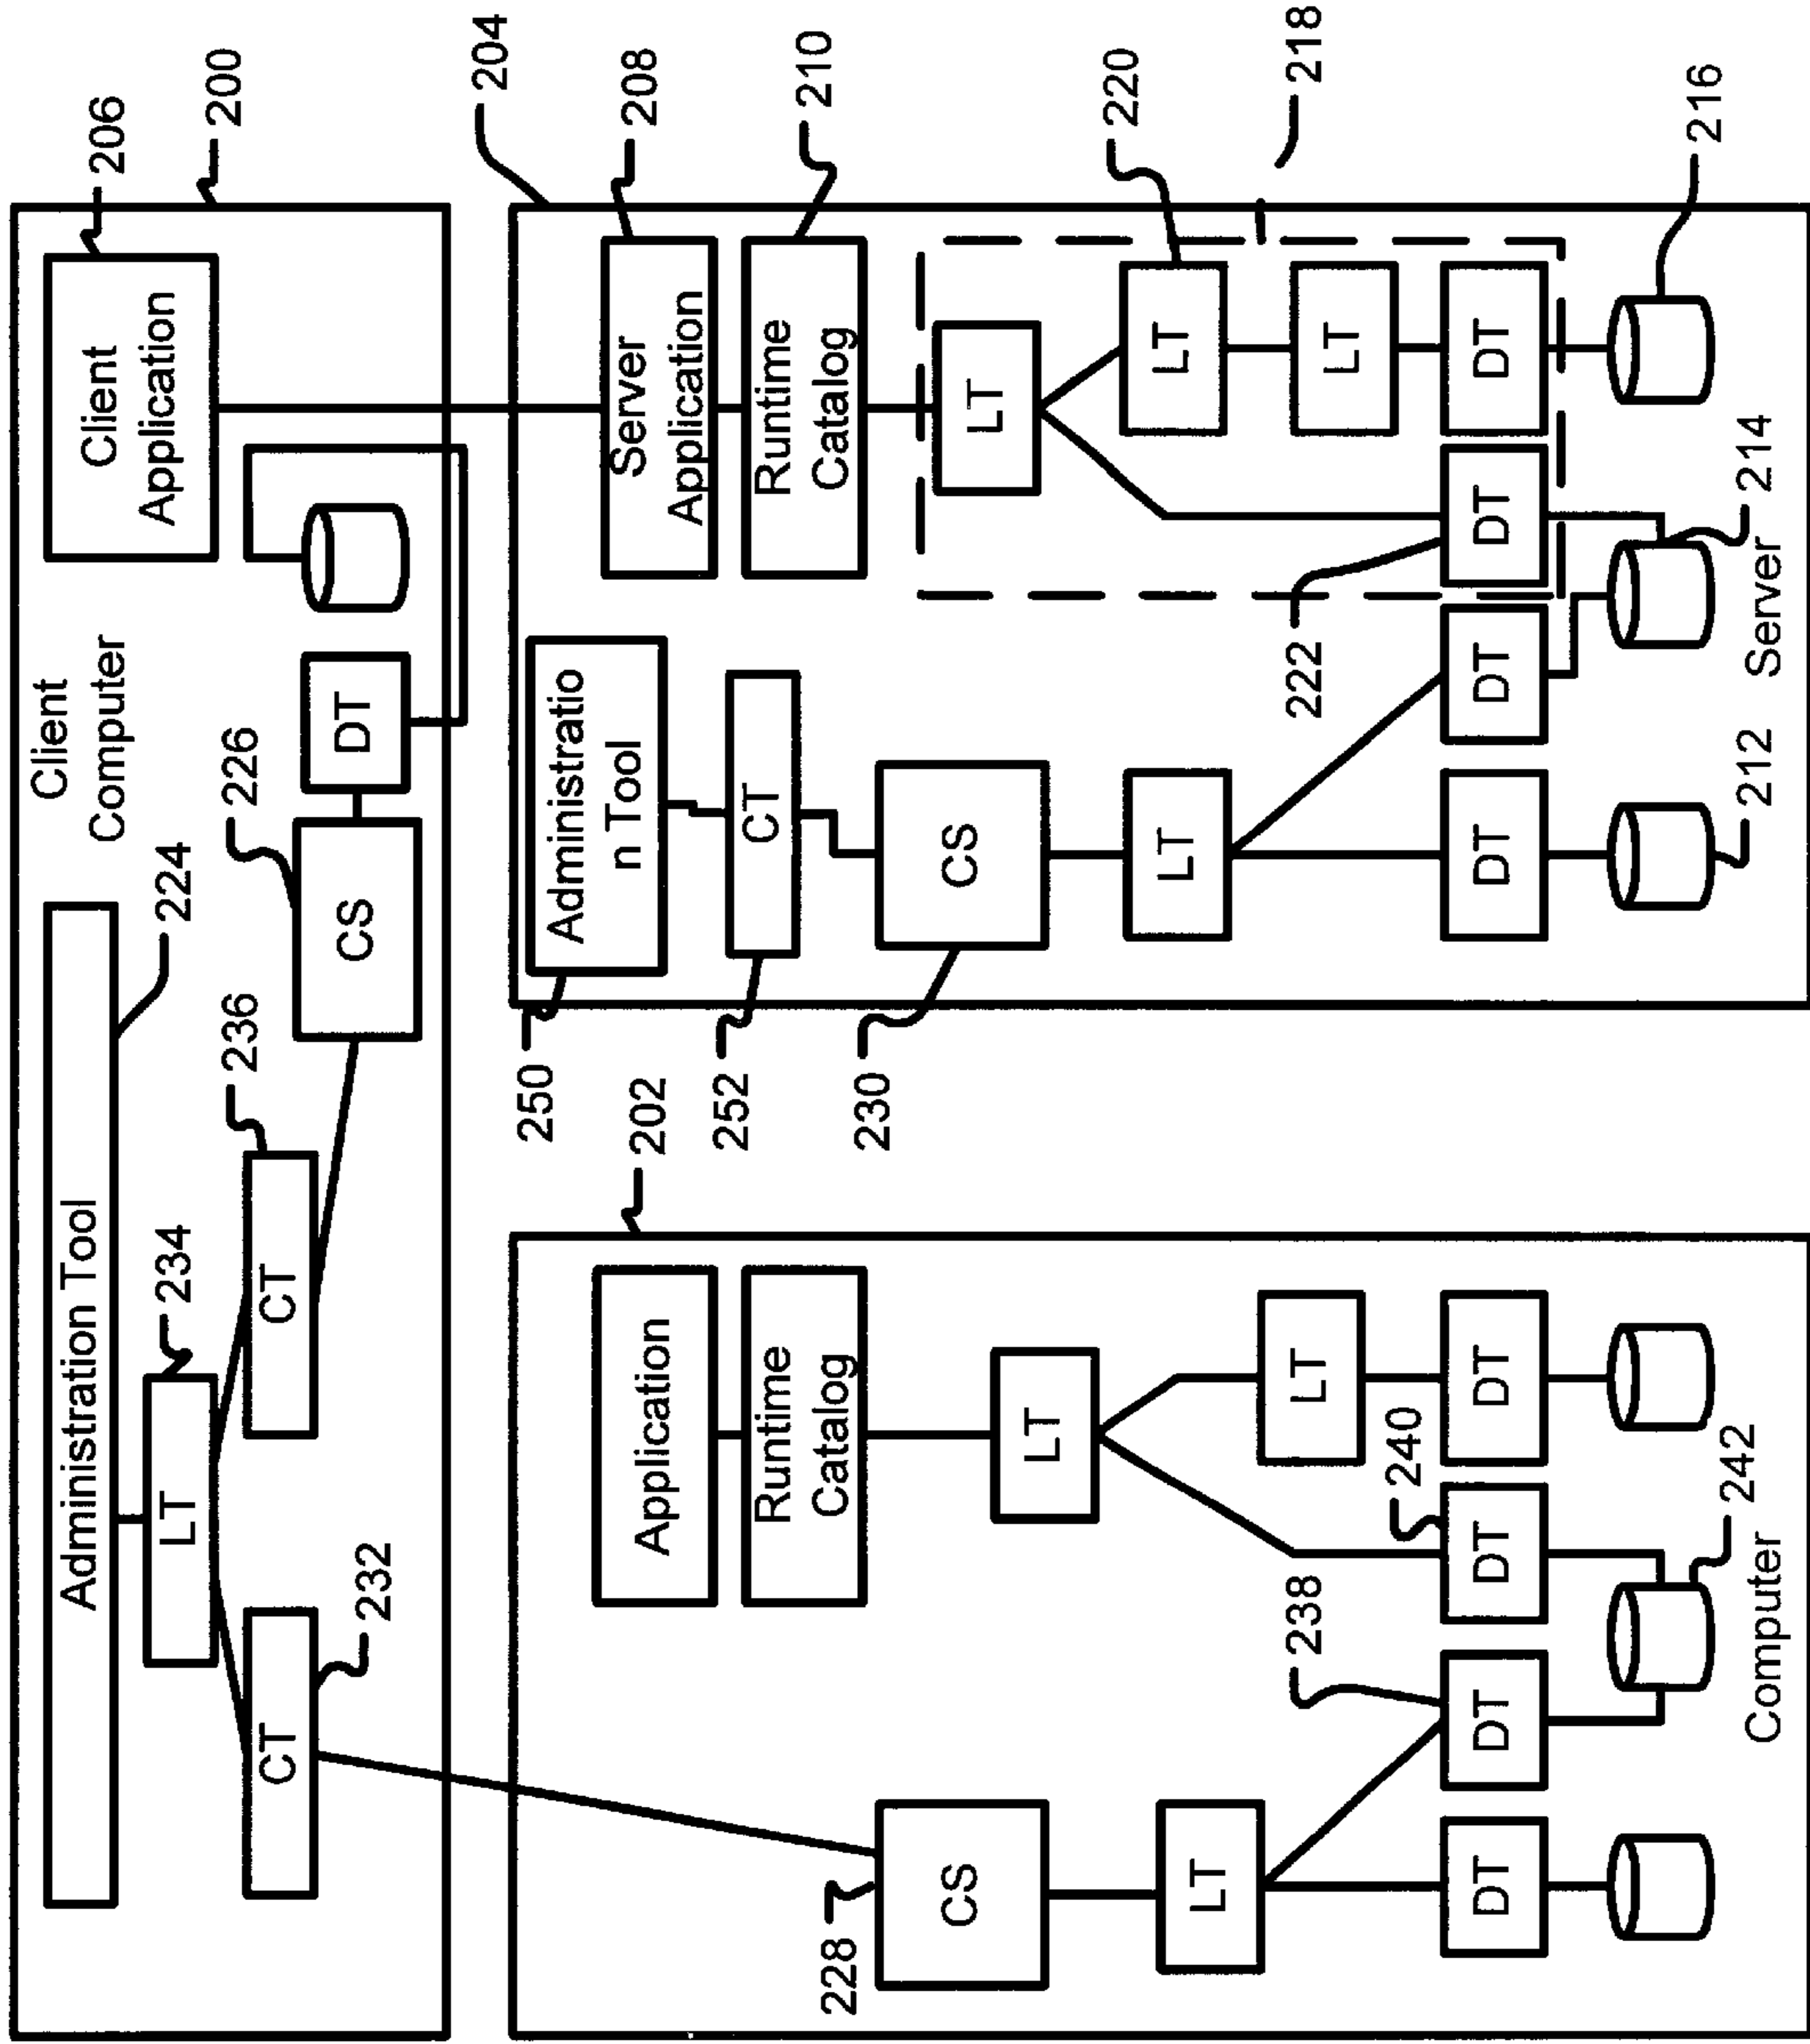 Administration Tool
224
Client
Computer
Client
Application
206
200
LT
234
CT
232
CT
236
CS
226
DT
202
Application
Runtime
Catalog
228
CS
LT
LT
LT
238
240
DT
DT
DT
DT
242
Computer
204
250
Administratio
n Tool
252
CT
230
CS
Server
Application
208
Runtime
Catalog
210
218
LT
LT
220
LT
LT
222
DT
DT
DT
DT
212
214
216
Server